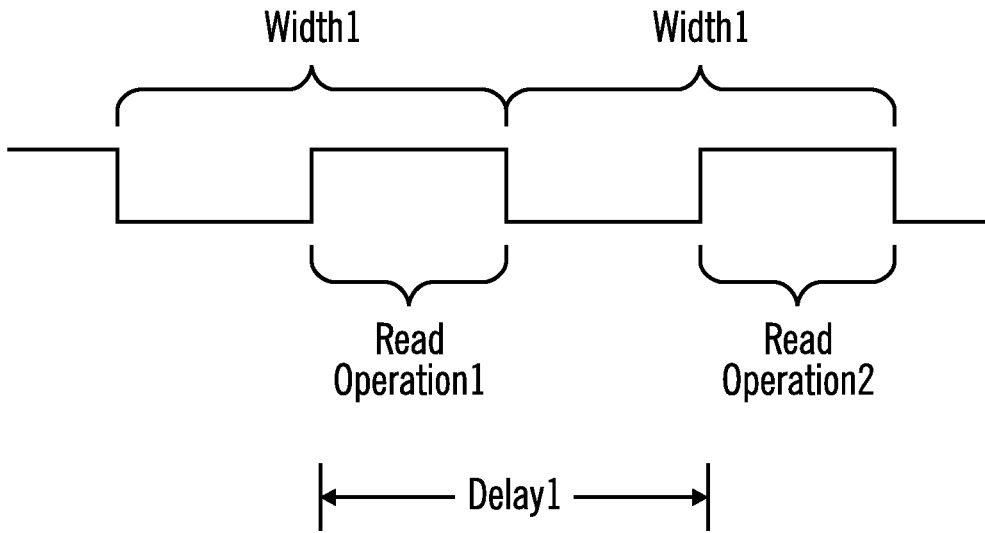 Width1
Width1
Read
Operation1
Read
Operation2
Delay1